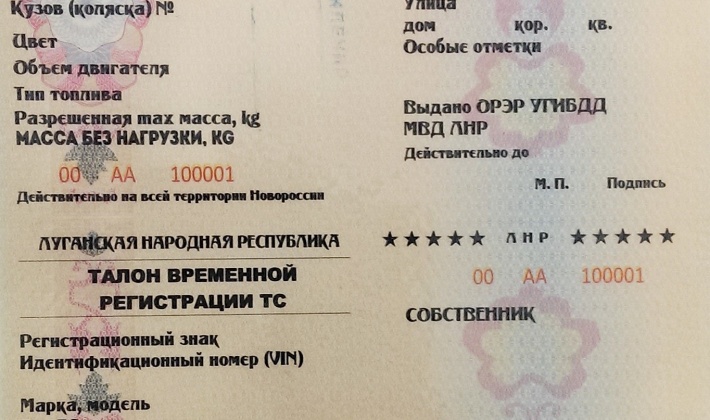 Кузов (коляска) №
Цвет
Объем двигателя
Тип топлива
Разрешенная max масса, kg
МАССА БЕЗ НАГРУЗКИ, KG
00 АА 100001
Действительно на всей территории Новороссии
ЛУГАНСКАЯ НАРОДНАЯ РЕСПУБЛИКА
ТАЛОН ВРЕМЕННОЙ
РЕГИСТРАЦИИ ТС
Регистрационный знак
Идентификационный номер (VIN)
Марка, модель
Улица
дом кор. кв.
Особые отметки
Выдано ОРЭР УГИБДД
МВД ЛНР
Действительно до
М. П. Подпись
★★★★★ ЛНР ★★★★★
00 АА 100001
СОБСТВЕННИК